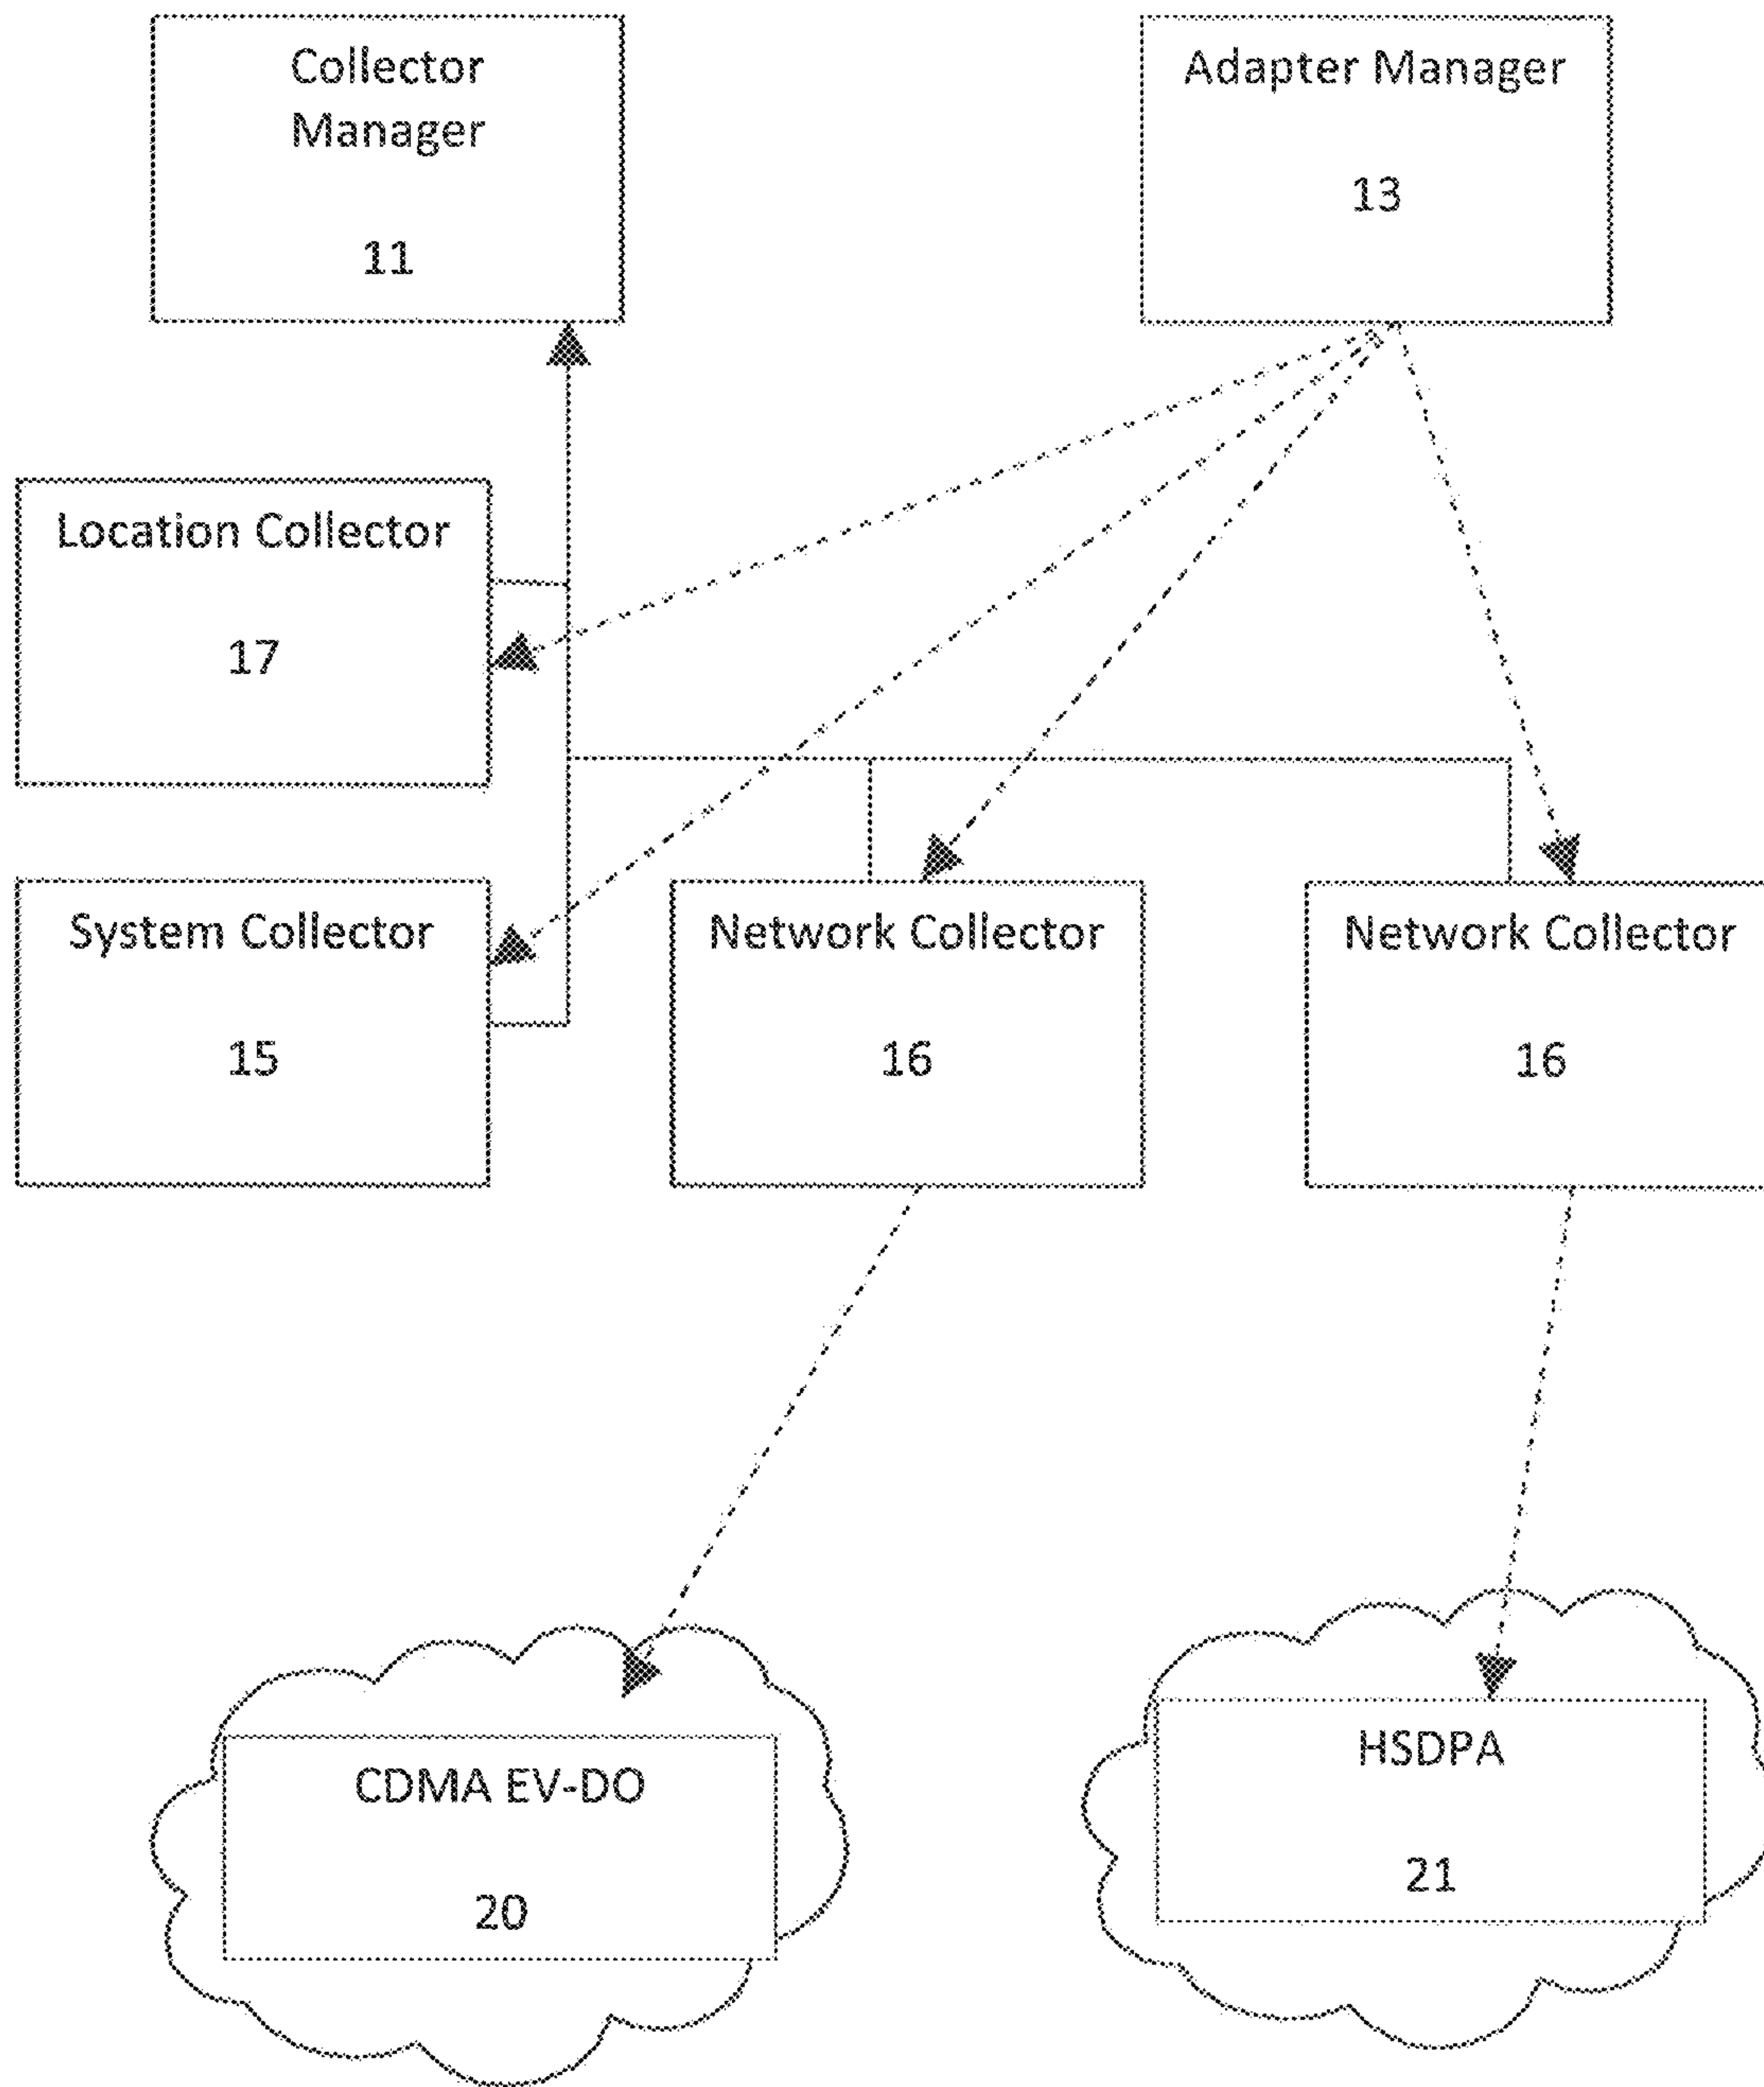 Collector
Manager
11
Adapter Manager
13
Location Collector
17
System Collector
15
Network Collector
16
Network Collector
16
CDMA EV-DO
20
HSDPA
21